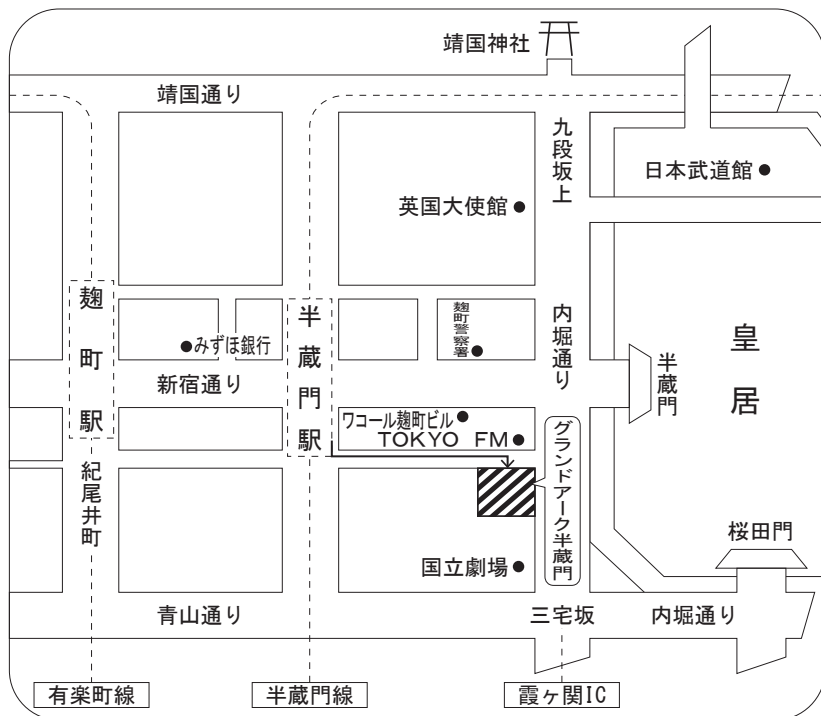 靖国神社
靖国通り
九段坂上
日本武道館
英国大使館
麹町駅
半蔵門駅
麹町警察署
内堀通り
皇居
みずほ銀行
半蔵門
新宿通り
ワコール麹町ビル
TOKYO FM
グランドアーク半蔵門
紀尾井町
桜田門
国立劇場
青山通り
三宅坂
内堀通り
有楽町線
半蔵門線
霞ヶ関IC